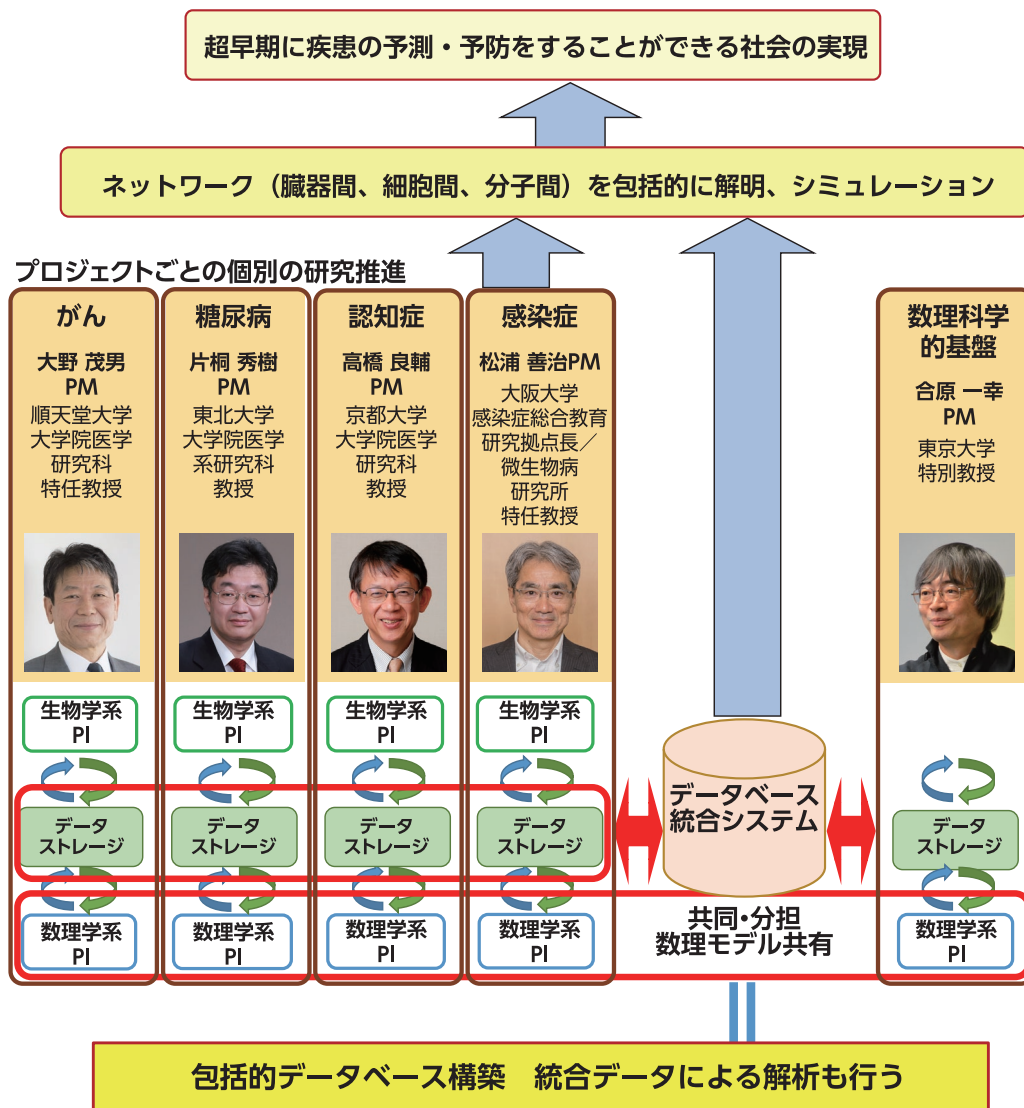 超早期に疾患の予測・予防をすることができる社会の実現
ネットワーク（臓器間、細胞間、分子間）を包括的に解明、シミュレーション
プロジェクトごとの個別の研究推進
がん
大野 茂男
PM
順天堂大学
大学院医学
研究科
特任教授
生物学系
PI
データ
ストレージ
数理学系
PI
糖尿病
片桐 秀樹
PM
東北大学
大学院医学
系研究科
教授
生物学系
PI
データ
ストレージ
数理学系
PI
認知症
高橋 良輔
PM
京都大学
大学院医学
研究科
教授
生物学系
PI
データ
ストレージ
数理学系
PI
感染症
松浦 善治PM
大阪大学
感染症総合教育
研究拠点長／
微生物病
研究所
特任教授
生物学系
PI
データ
ストレージ
数理学系
PI
データベース
統合システム
共同・分担
数理モデル共有
数理科学
的基盤
合原 一幸
PM
東京大学
特別教授
データ
ストレージ
数理学系
PI
包括的データベース構築　統合データによる解析も行う